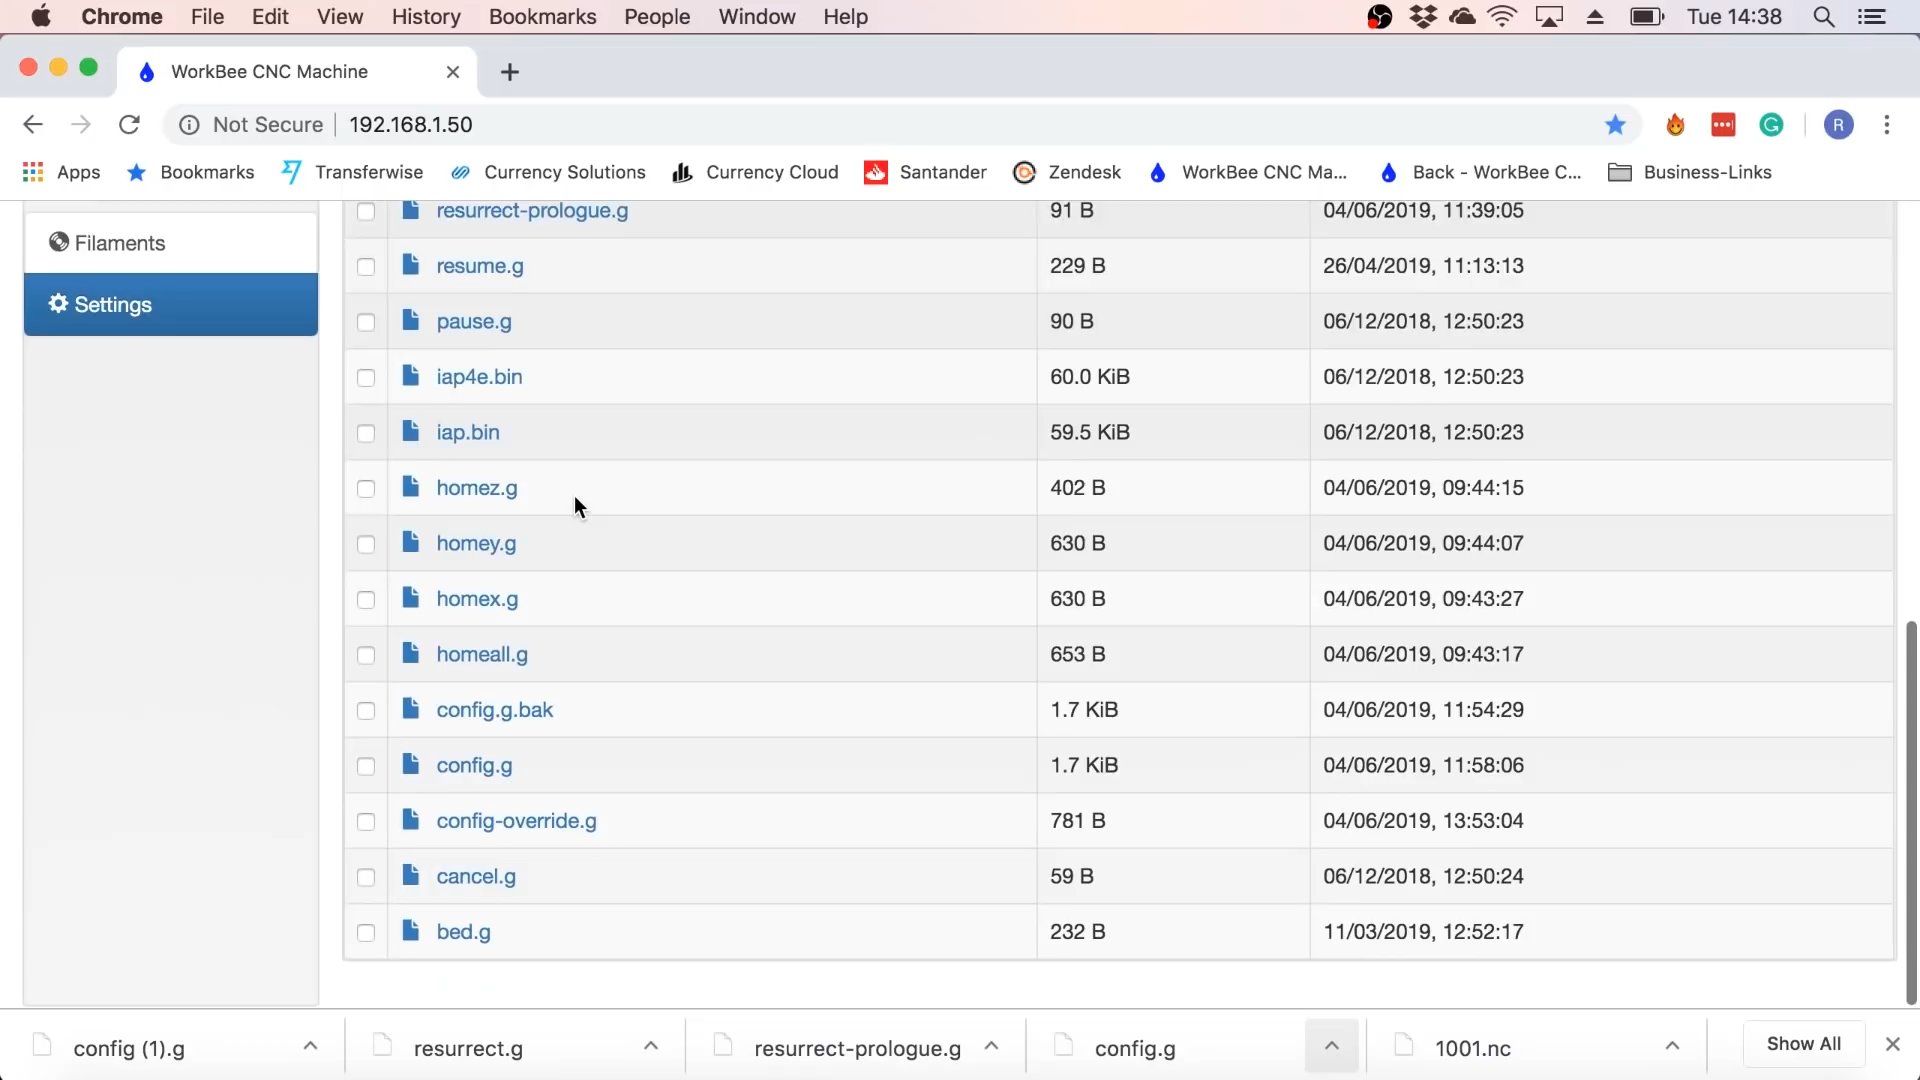 Chrome File Edit View History Bookmarks People Window Help Tue 14:38
WorkBee CNC Machine
Not Secure 192.168.1.50 R
Apps Bookmarks Transferwise Currency Solutions Currency Cloud Santander Zendesk WorkBee CNC Ma... Back - WorkBee C... Business-Links
Filaments
Settings
resurrect-prologue.g 91 B 04/06/2019, 11:39:05
resume.g 229 B 26/04/2019, 11:13:13
pause.g 90 B 06/12/2018, 12:50:23
iap4e.bin 60.0 KiB 06/12/2018, 12:50:23
iap.bin 59.5 KiB 06/12/2018, 12:50:23
homez.g 402 B 04/06/2019, 09:44:15
homey.g 630 B 04/06/2019, 09:44:07
homex.g 630 B 04/06/2019, 09:43:27
homeall.g 653 B 04/06/2019, 09:43:17
config.g.bak 1.7 KiB 04/06/2019, 11:54:29
config.g 1.7 KiB 04/06/2019, 11:58:06
config-override.g 781 B 04/06/2019, 13:53:04
cancel.g 59 B 06/12/2018, 12:50:24
bed.g 232 B 11/03/2019, 12:52:17
config (1).g resurrect.g resurrect-prologue.g config.g 1001.nc Show All